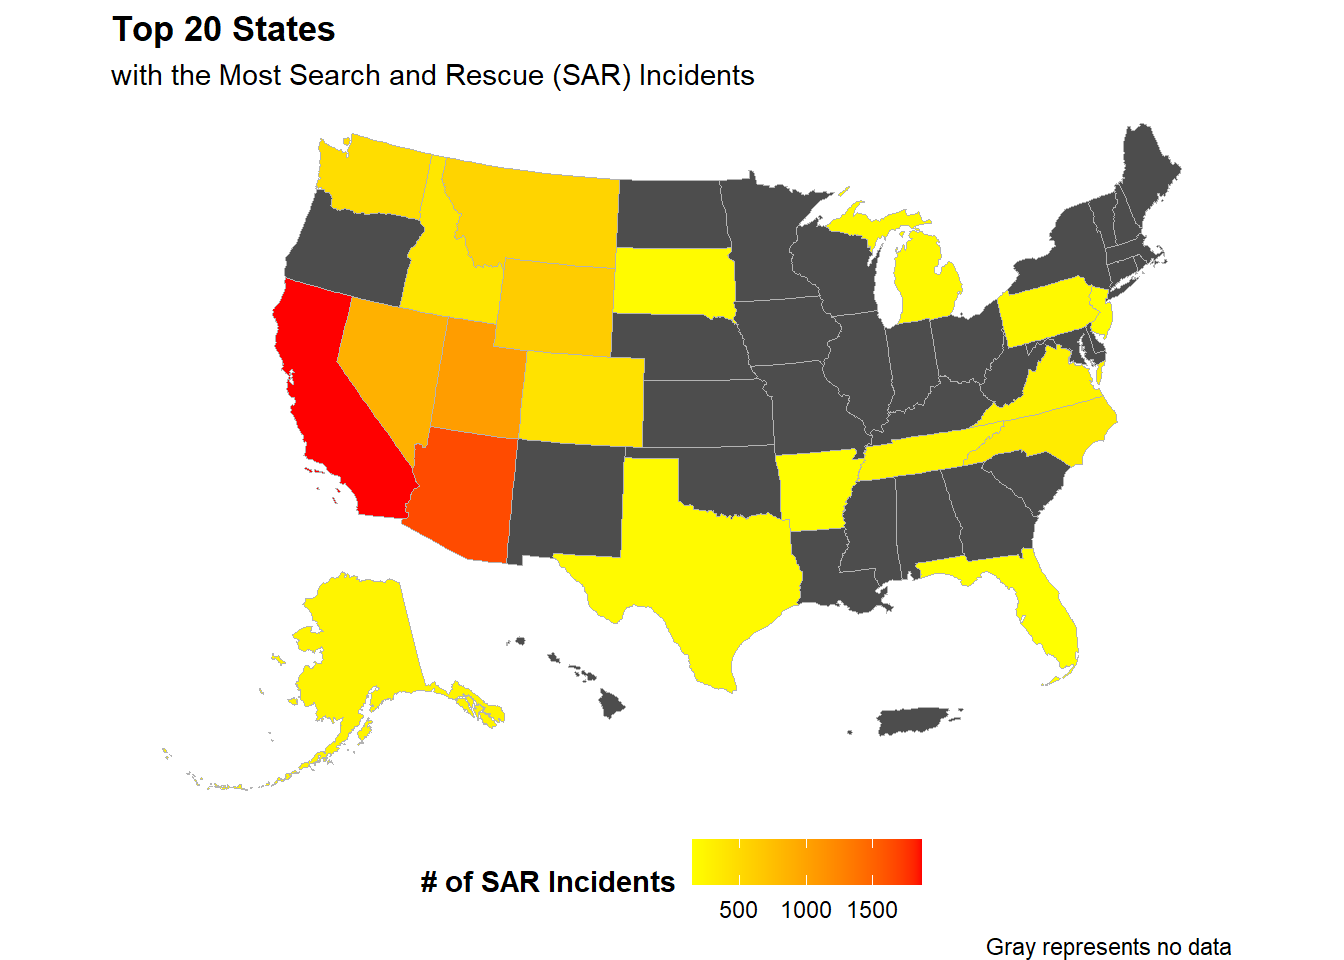 Top 20 States
with the Most Search and Rescue (SAR) Incidents
# of SAR Incidents
500 1000 1500
Gray represents no data